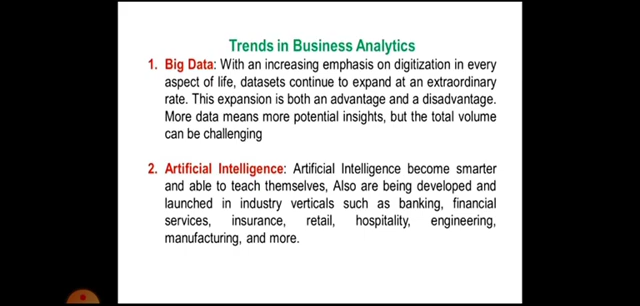 Trends in Business Analytics
1. Big Data: With an increasing emphasis on digitization in every
aspect of life, datasets continue to expand at an extraordinary
rate. This expansion is both an advantage and a disadvantage.
More data means more potential insights, but the total volume
can be challenging
2. Artificial Intelligence: Artificial Intelligence become smarter
and able to teach themselves, Also are being developed and
launched in industry verticals such as banking, financial
services, insurance, retail, hospitality, engineering,
manufacturing, and more.